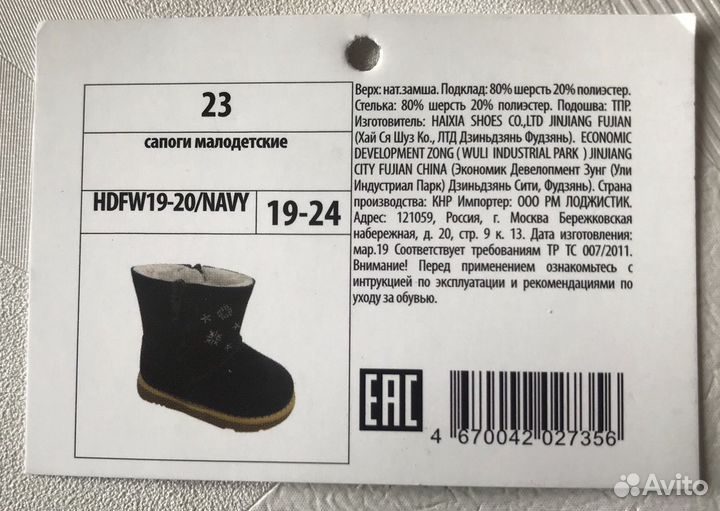 23
сапоги малодетские
HDFW19-20/NAVY
19-24
Верх: нат.замша. Подклад: 80% шерсть 20% полиэстер.
Стелька: 80% шерсть 20% полиэстер. Подошва: ТПР.
Изготовитель: HAIXIA SHOES CO.,LTD JINJIANG FUJIAN
(Хай Ся Шуз Ко., ЛТД Дзиньдзянь Фудзянь). ECONOMIC
DEVELOPMENT ZONG ( WULI INDUSTRIAL PARK ) JINJIANG
CITY FUJIAN CHINA (Экономик Девелопмент Зунг (Ули
Индустриал Парк) Дзиньдзянь Сити, Фудзянь). Страна
производства: КНР Импортер: ООО РМ ЛОДЖИСТИК.
Адрес: 121059, Россия, г. Москва Бережковская
набережная, д. 20, стр. 9 к. 13. Дата изготовления:
мар.19 Соответствует требованиям ТР ТС 007/2011.
Внимание! Перед применением ознакомьтесь с
интрукцией по эксплуатации и рекомендациями по
уходу за обувью.
EAC
4 670042 027356
Avito